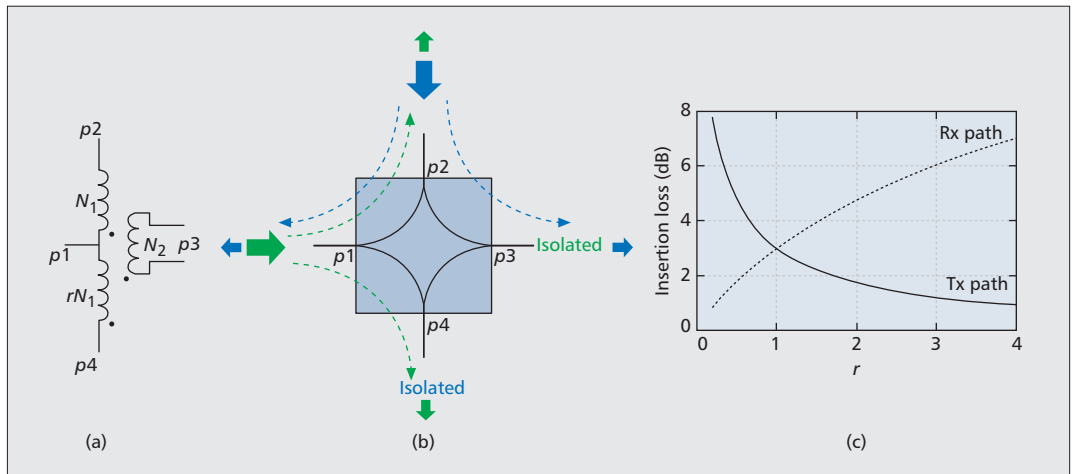 p2
N1
p1
N2
p3
rN1
p4
(a)
p2
p1
p3
Isolated
p4
Isolated
(b)
8
6
4
2
0
Insertion loss (dB)
Rx path
Tx path
0
1
2
3
4
r
(c)